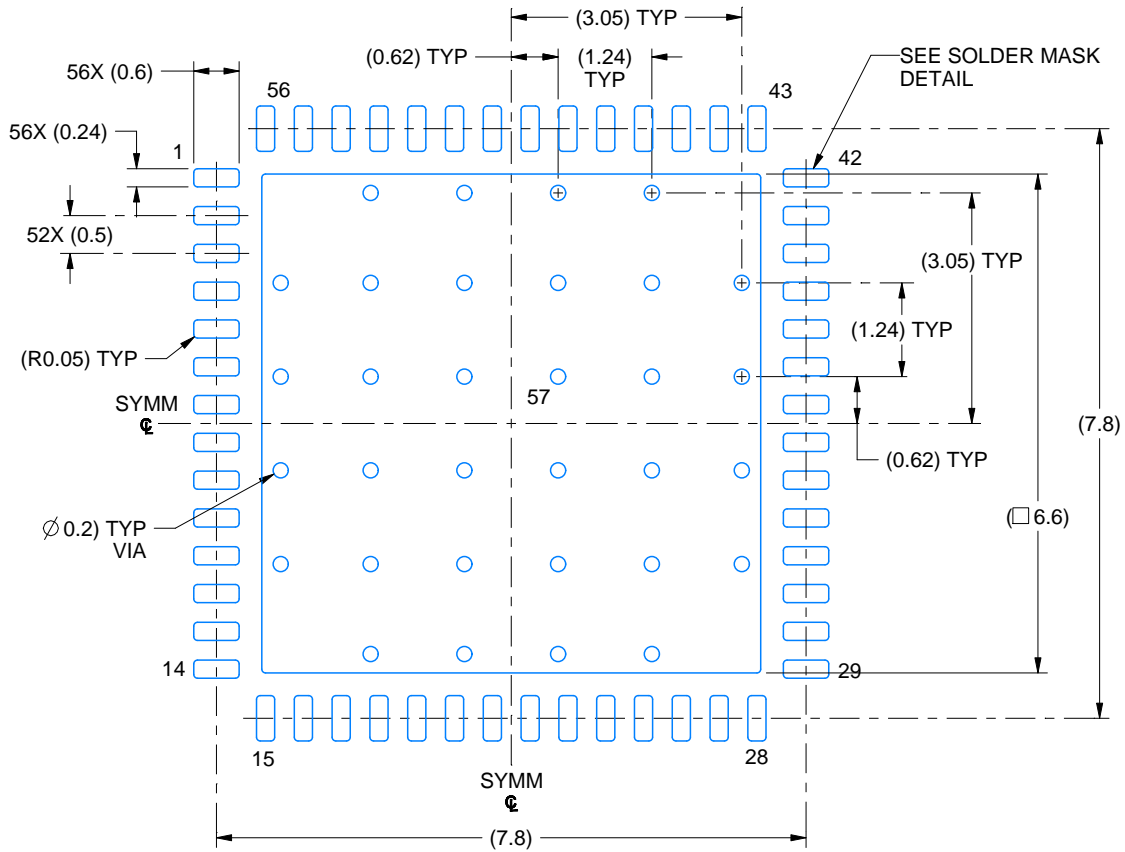 (3.05) TYP
(0.62) TYP
(1.24)
TYP
SEE SOLDER MASK
DETAIL
56X (0.6)
56
43
56X (0.24)
1
42
52X (0.5)
(3.05) TYP
(1.24) TYP
(R0.05) TYP
57
SYMM
℄
(7.8)
(0.62) TYP
(□6.6)
∅0.2) TYP
VIA
14
29
15
28
SYMM
℄
(7.8)